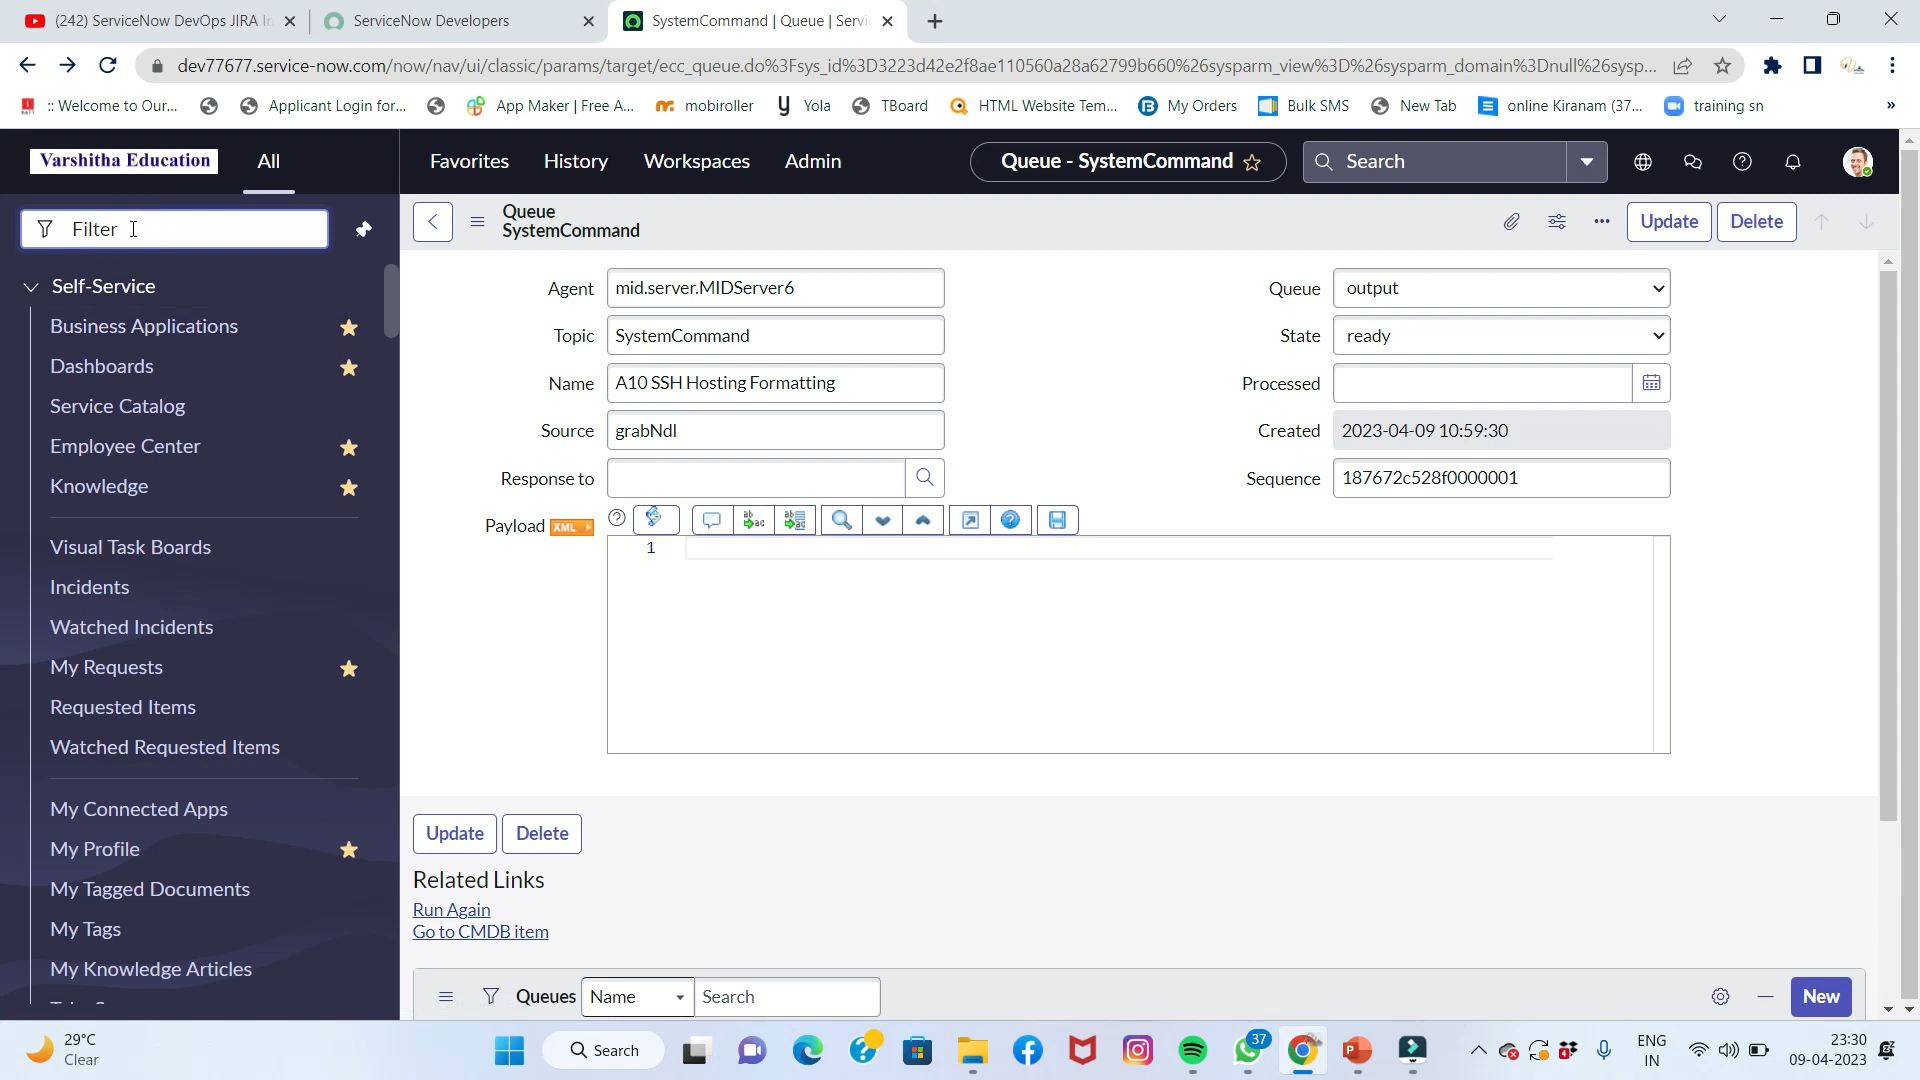 (242) ServiceNow DevOps JIRA In
ServiceNow Developers
SystemCommand | Queue | Servic
dev77677.service-now.com/now/nav/ui/classic/params/target/ecc_queue.do%3Fsys_id%3D3223d42e2f8ae110560a28a62799b660%26sysparm_view%3D%26sysparm_domain%3Dnull%26sysp...
:: Welcome to Our...
Applicant Login for...
App Maker | Free A...
mobiroller
Yola
TBoard
HTML Website Tem...
My Orders
Bulk SMS
New Tab
online Kiranam (37...
training sn
»
Varshitha Education
All
Favorites
History
Workspaces
Admin
Queue - SystemCommand
Search
Filter
Queue
SystemCommand
Update
Delete
Self-Service
Business Applications
Dashboards
Service Catalog
Employee Center
Knowledge
Visual Task Boards
Incidents
Watched Incidents
My Requests
Requested Items
Watched Requested Items
My Connected Apps
My Profile
My Tagged Documents
My Tags
My Knowledge Articles
Agent mid.server.MIDServer6
Topic SystemCommand
Name A10 SSH Hosting Formatting
Source grabNdl
Response to
Payload XML
Queue output
State ready
Processed
Created 2023-04-09 10:59:30
Sequence 187672c528f0000001
1
Update
Delete
Related Links
Run Again
Go to CMDB item
Queues Name Search
New
29°C
Clear
Search
37
ENG
IN
23:30
09-04-2023